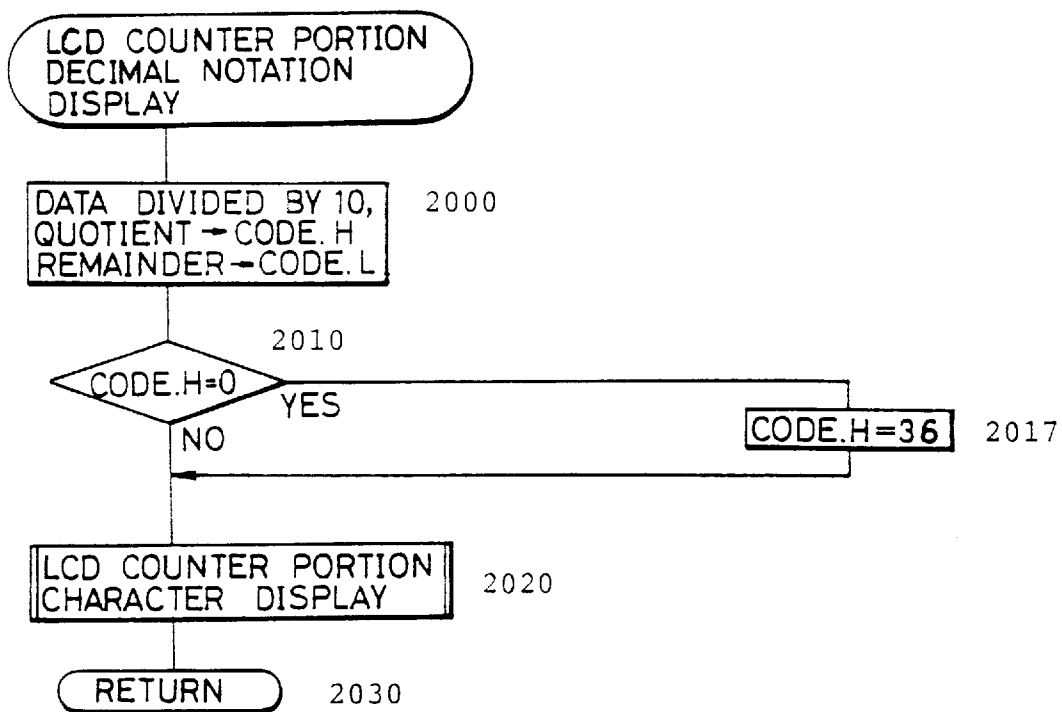 LCD COUNTER PORTION
DECIMAL NOTATION
DISPLAY
DATA DIVIDED BY 10,
QUOTIENT → CODE.H
REMAINDER → CODE.L
2000
2010
CODE.H=0
YES
NO
CODE.H=36
2017
LCD COUNTER PORTION
CHARACTER DISPLAY
2020
RETURN
2030